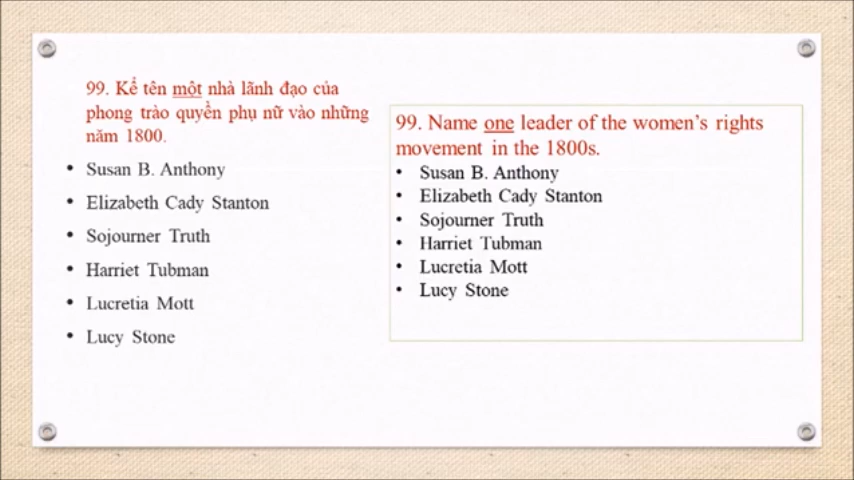 99. Kể tên một nhà lãnh đạo của
phong trào quyền phụ nữ vào những
năm 1800.
• Susan B. Anthony
• Elizabeth Cady Stanton
• Sojourner Truth
• Harriet Tubman
• Lucretia Mott
• Lucy Stone
99. Name one leader of the women’s rights
movement in the 1800s.
• Susan B. Anthony
• Elizabeth Cady Stanton
• Sojourner Truth
• Harriet Tubman
• Lucretia Mott
• Lucy Stone